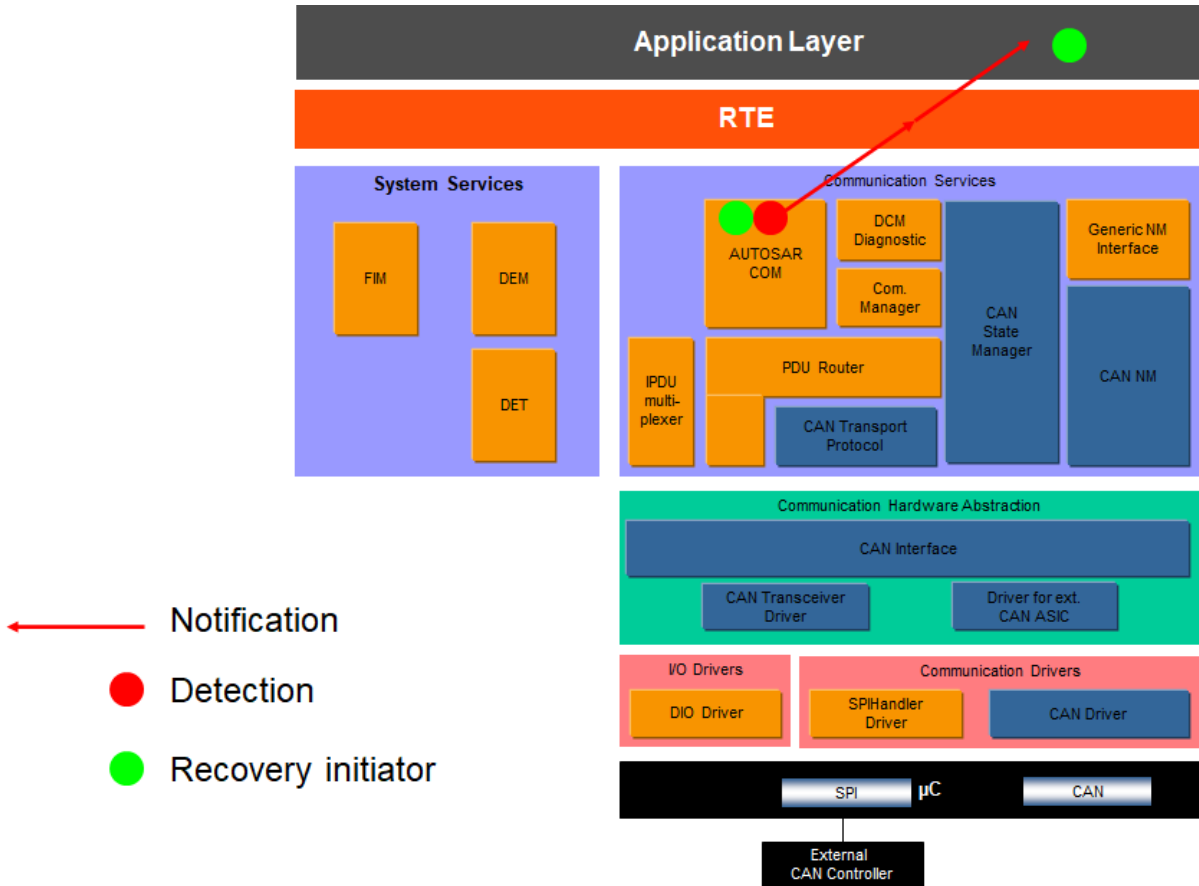 Application Layer
RTE
System Services
FIM
DEM
DET
Communication Services
AUTOSAR
COM
DCM
Diagnostic
Com.
Manager
CAN
State
Manager
Generic NM
Interface
CAN NM
IPDU
multi-
plexer
PDU Router
CAN Transport
Protocol
Communication Hardware Abstraction
CAN Interface
CAN Transceiver
Driver
Driver for ext.
CAN ASIC
I/O Drivers
DIO Driver
Communication Drivers
SPIHandler
Driver
CAN Driver
SPI
µC
CAN
External
CAN Controller
Notification
Detection
Recovery initiator